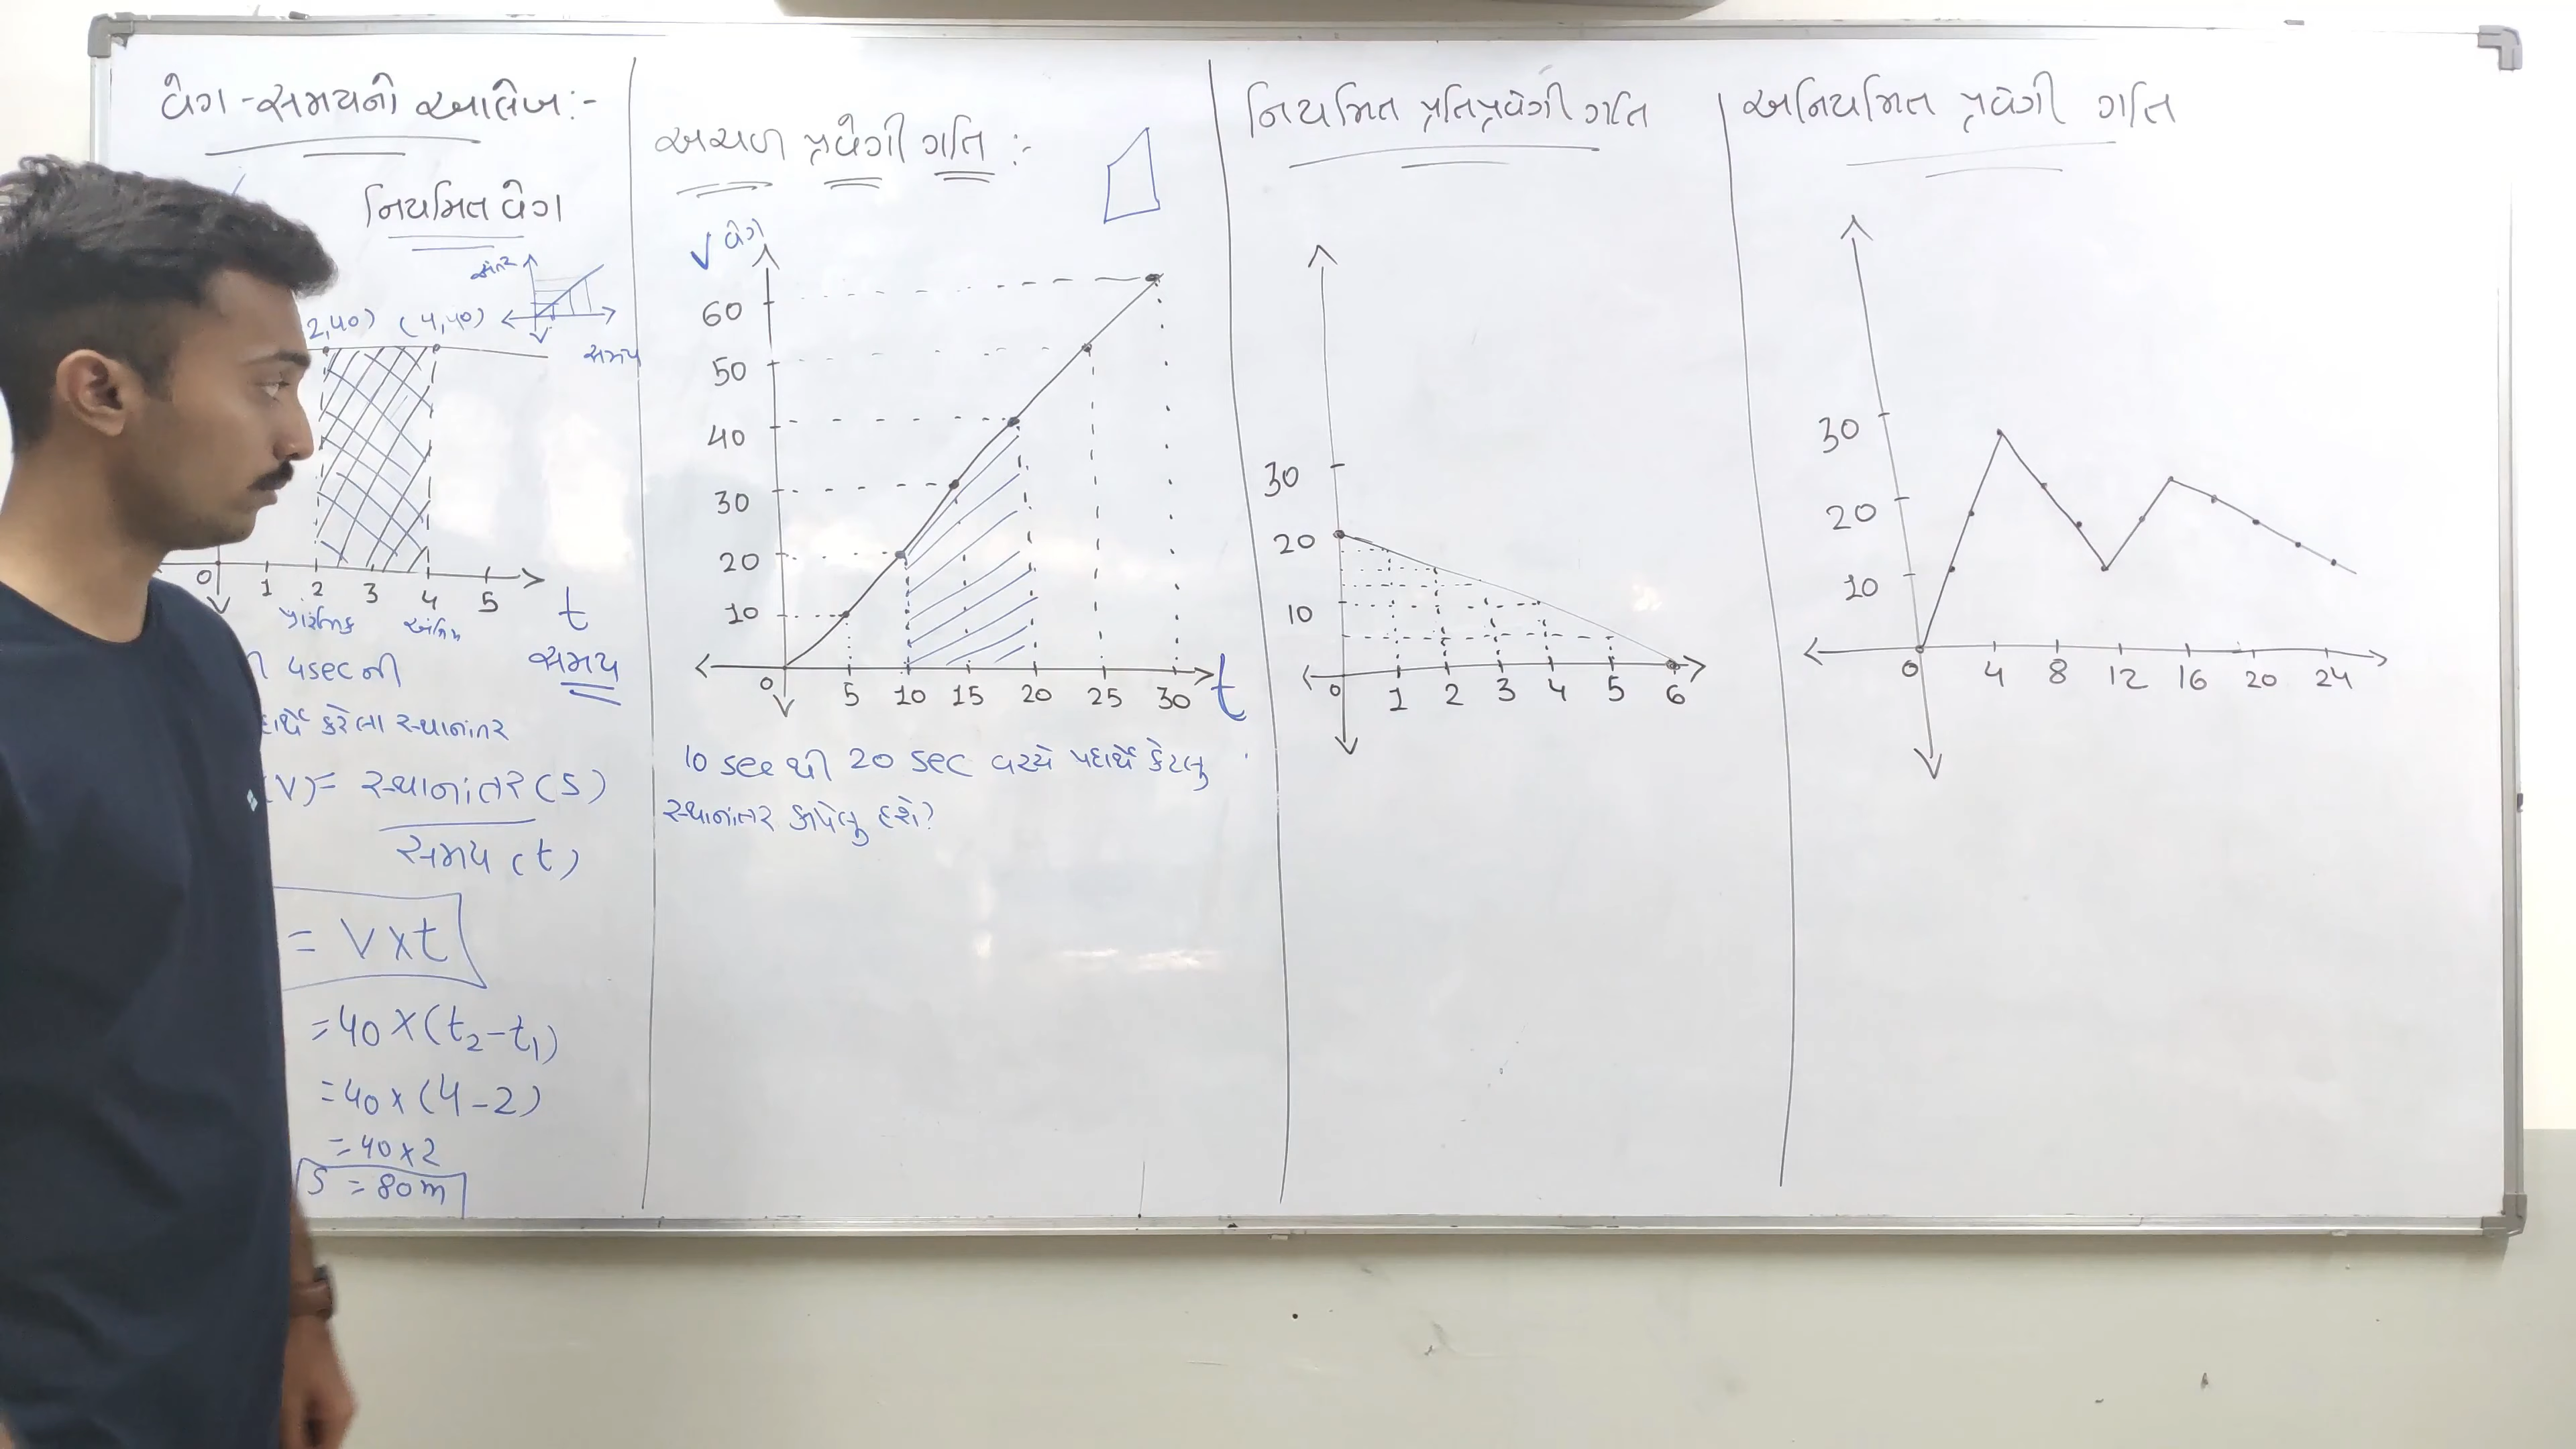 વેગ - સમયનો આલેખ :-
નિયમિત વેગ
અંતર
સમય
2,40) (4,40)
0 1 2 3 4 5 t
પ્રારંભિક અંતિમ
સમય
4sec ની
કરેલા સ્થાનાંતર
(V) = સ્થાનાંતર (S)
સમય (t)
= V x t
= 40 x (t₂ - t₁)
= 40 x (4 - 2)
= 40 x 2
S = 80 m
અચળ પ્રવેગી ગતિ :-
V વેગ
60
50
40
30
20
10
0 5 10 15 20 25 30 t
10 sec થી 20 sec વચ્ચે પદાર્થે કેટલુ
સ્થાનાંતર કાપેલુ હશે?
નિયમિત પ્રતિપ્રવેગી ગતિ
30
20
10
0 1 2 3 4 5 6
અનિયમિત પ્રવેગી ગતિ
30
20
10
0 4 8 12 16 20 24